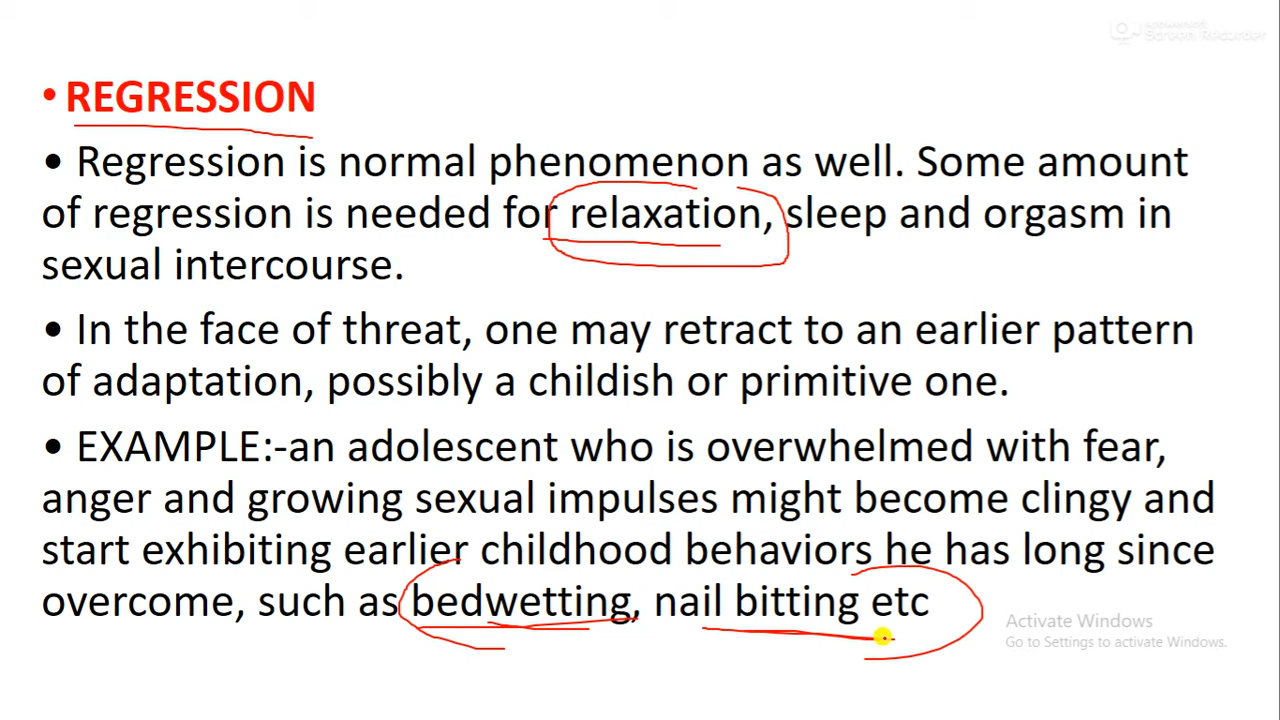 Screen Recorder
• REGRESSION
• Regression is normal phenomenon as well. Some amount
of regression is needed for relaxation, sleep and orgasm in
sexual intercourse.
• In the face of threat, one may retract to an earlier pattern
of adaptation, possibly a childish or primitive one.
• EXAMPLE:-an adolescent who is overwhelmed with fear,
anger and growing sexual impulses might become clingy and
start exhibiting earlier childhood behaviors he has long since
overcome, such as bedwetting, nail bitting etc
Activate Windows
Go to Settings to activate Windows.